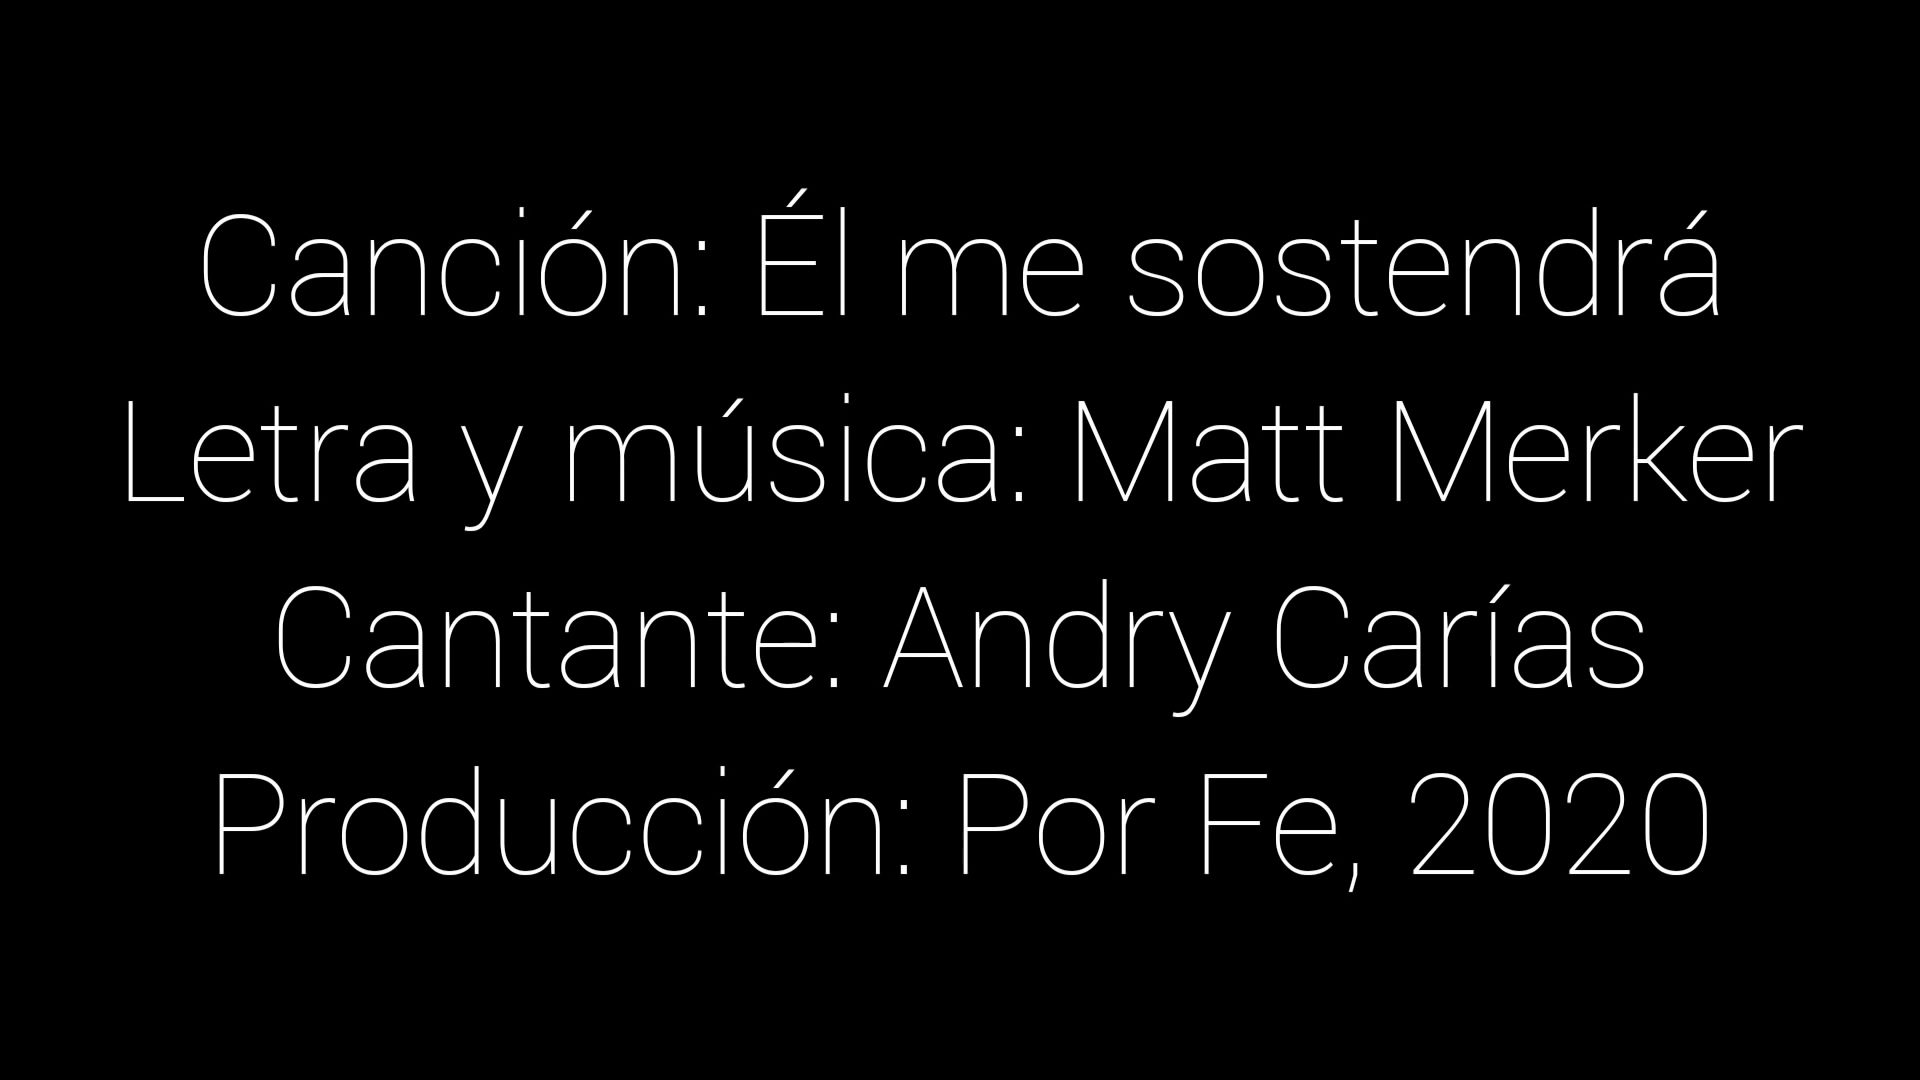 Canción: Él me sostendrá
Letra y música: Matt Merker
Cantante: Andry Carías
Producción: Por Fe, 2020